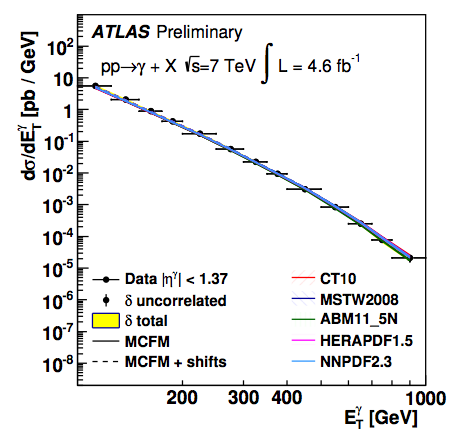 ATLAS Preliminary
pp→γ + X √s=7 TeV ∫ L = 4.6 fb⁻¹
dσ/dE_T^γ [pb / GeV]
10²
10
1
10⁻¹
10⁻²
10⁻³
10⁻⁴
10⁻⁵
10⁻⁶
10⁻⁷
10⁻⁸
Data |η^γ| < 1.37
δ uncorrelated
δ total
MCFM
MCFM + shifts
CT10
MSTW2008
ABM11_5N
HERAPDF1.5
NNPDF2.3
200 300 400 1000
E_T^γ [GeV]